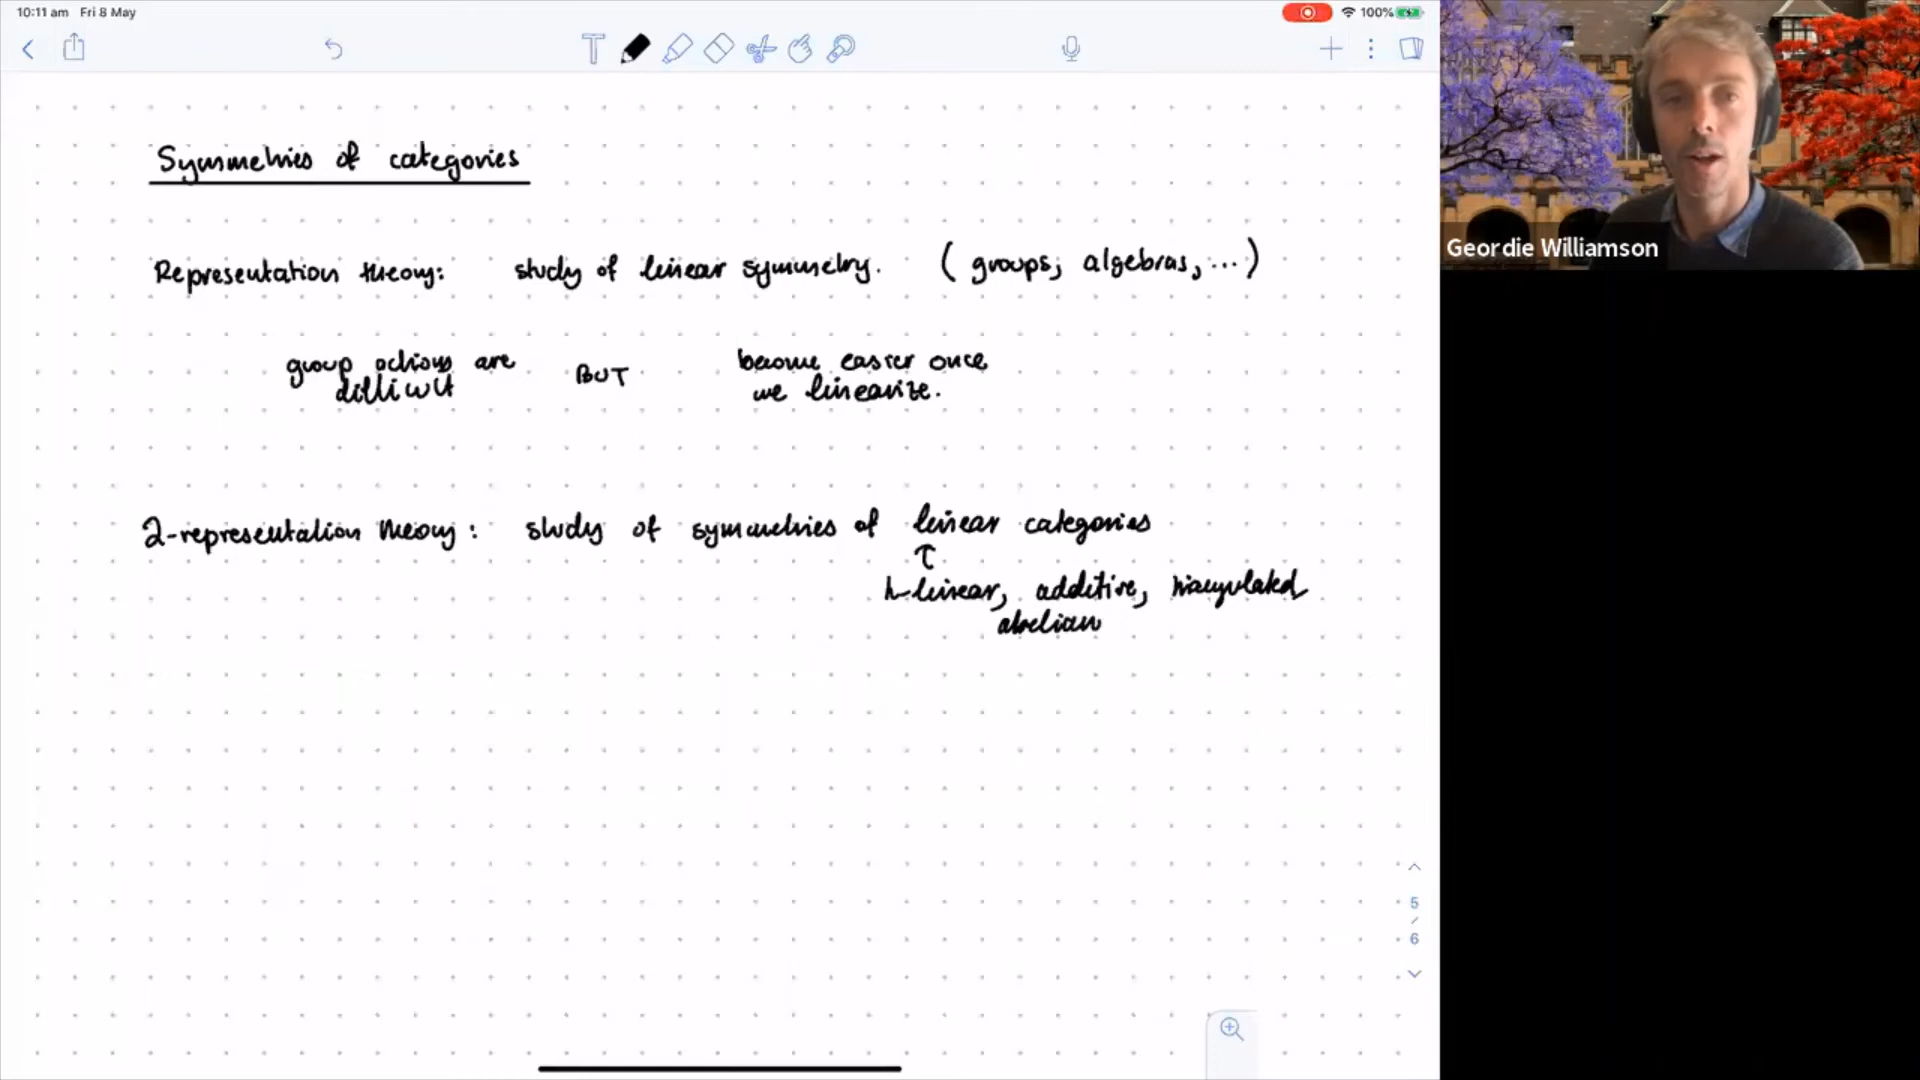 10:11 am Fri 8 May
100%
Symmetries of categories
Representation theory: study of linear symmetry. (groups, algebras, ...)
group actions are difficult BUT become easier once we linearize.
2-representation theory: study of symmetries of linear categories
k-linear, additive, triangulated
abelian
Geordie Williamson
5
/
6